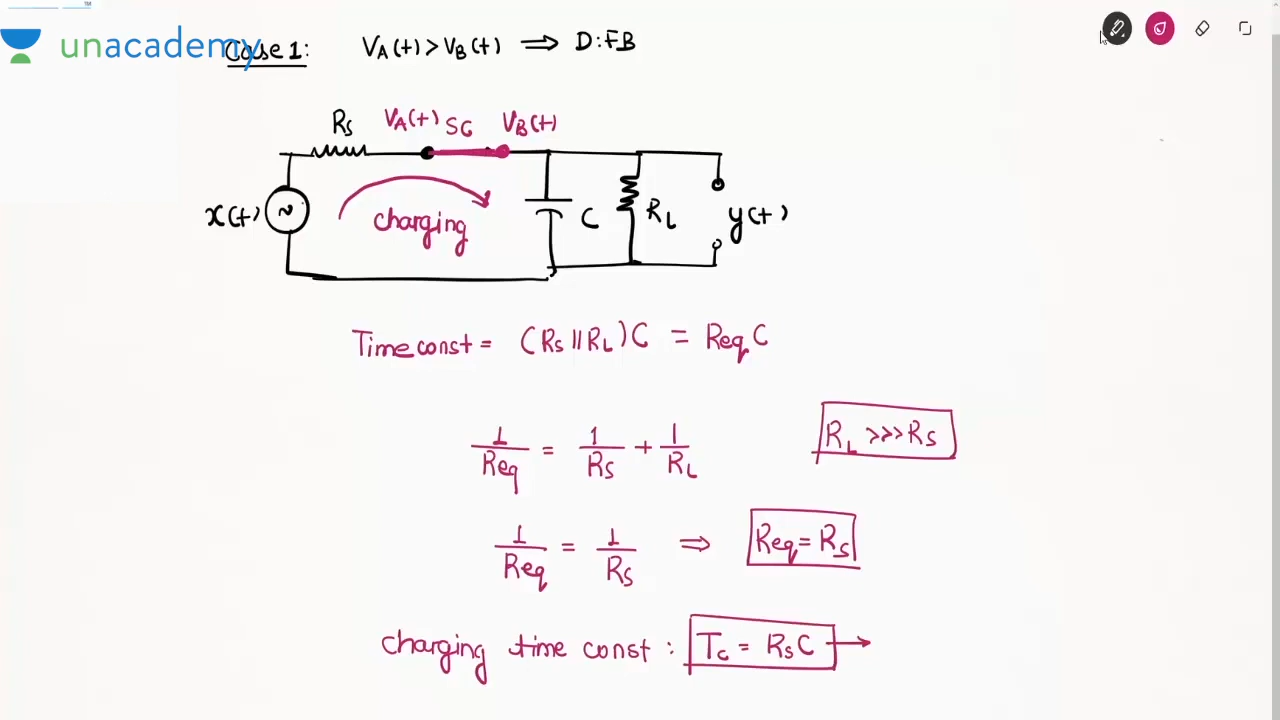 unacademy
Case 1: VA(t) > VB(t) ⟹ D:FB
Rs VA(t) SC VB(t)
x(t) ~ charging C RL y(t)
Time const = (Rs || RL)C = Req C
1/Req = 1/Rs + 1/RL
RL >>> Rs
1/Req = 1/Rs ⟹ Req = Rs
charging time const : Tc = RsC →